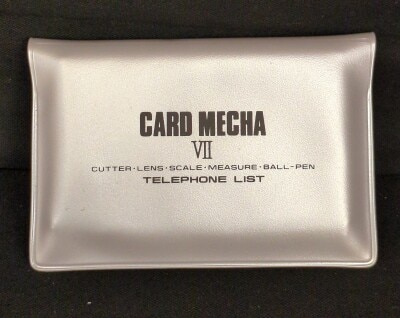 CARD MECHA
VII
CUTTER·LENS·SCALE·MEASURE·BALL-PEN
TELEPHONE LIST